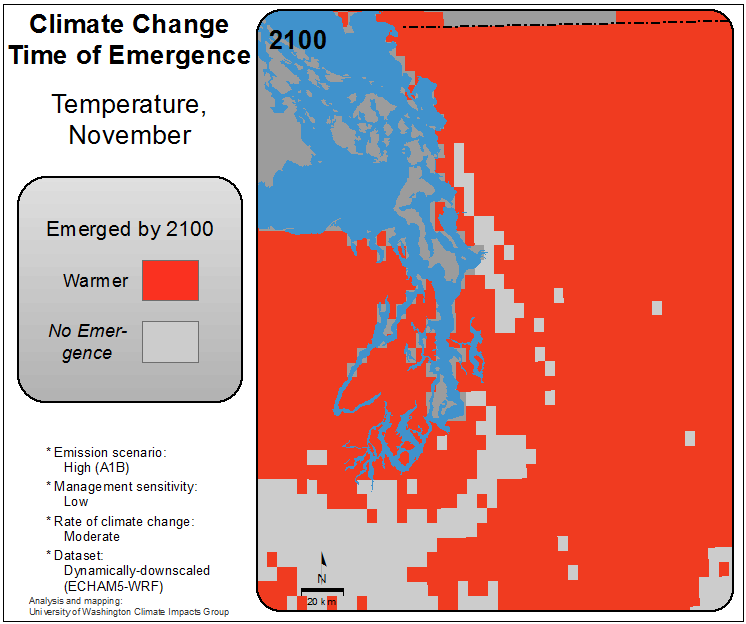 Climate Change
Time of Emergence
Temperature,
November
Emerged by 2100
Warmer
No Emer-
gence
* Emission scenario:
High (A1B)
* Management sensitivity:
Low
* Rate of climate change:
Moderate
* Dataset:
Dynamically-downscaled
(ECHAM5-WRF)
Analysis and mapping:
University of Washington Climate Impacts Group
2100
N
20 km